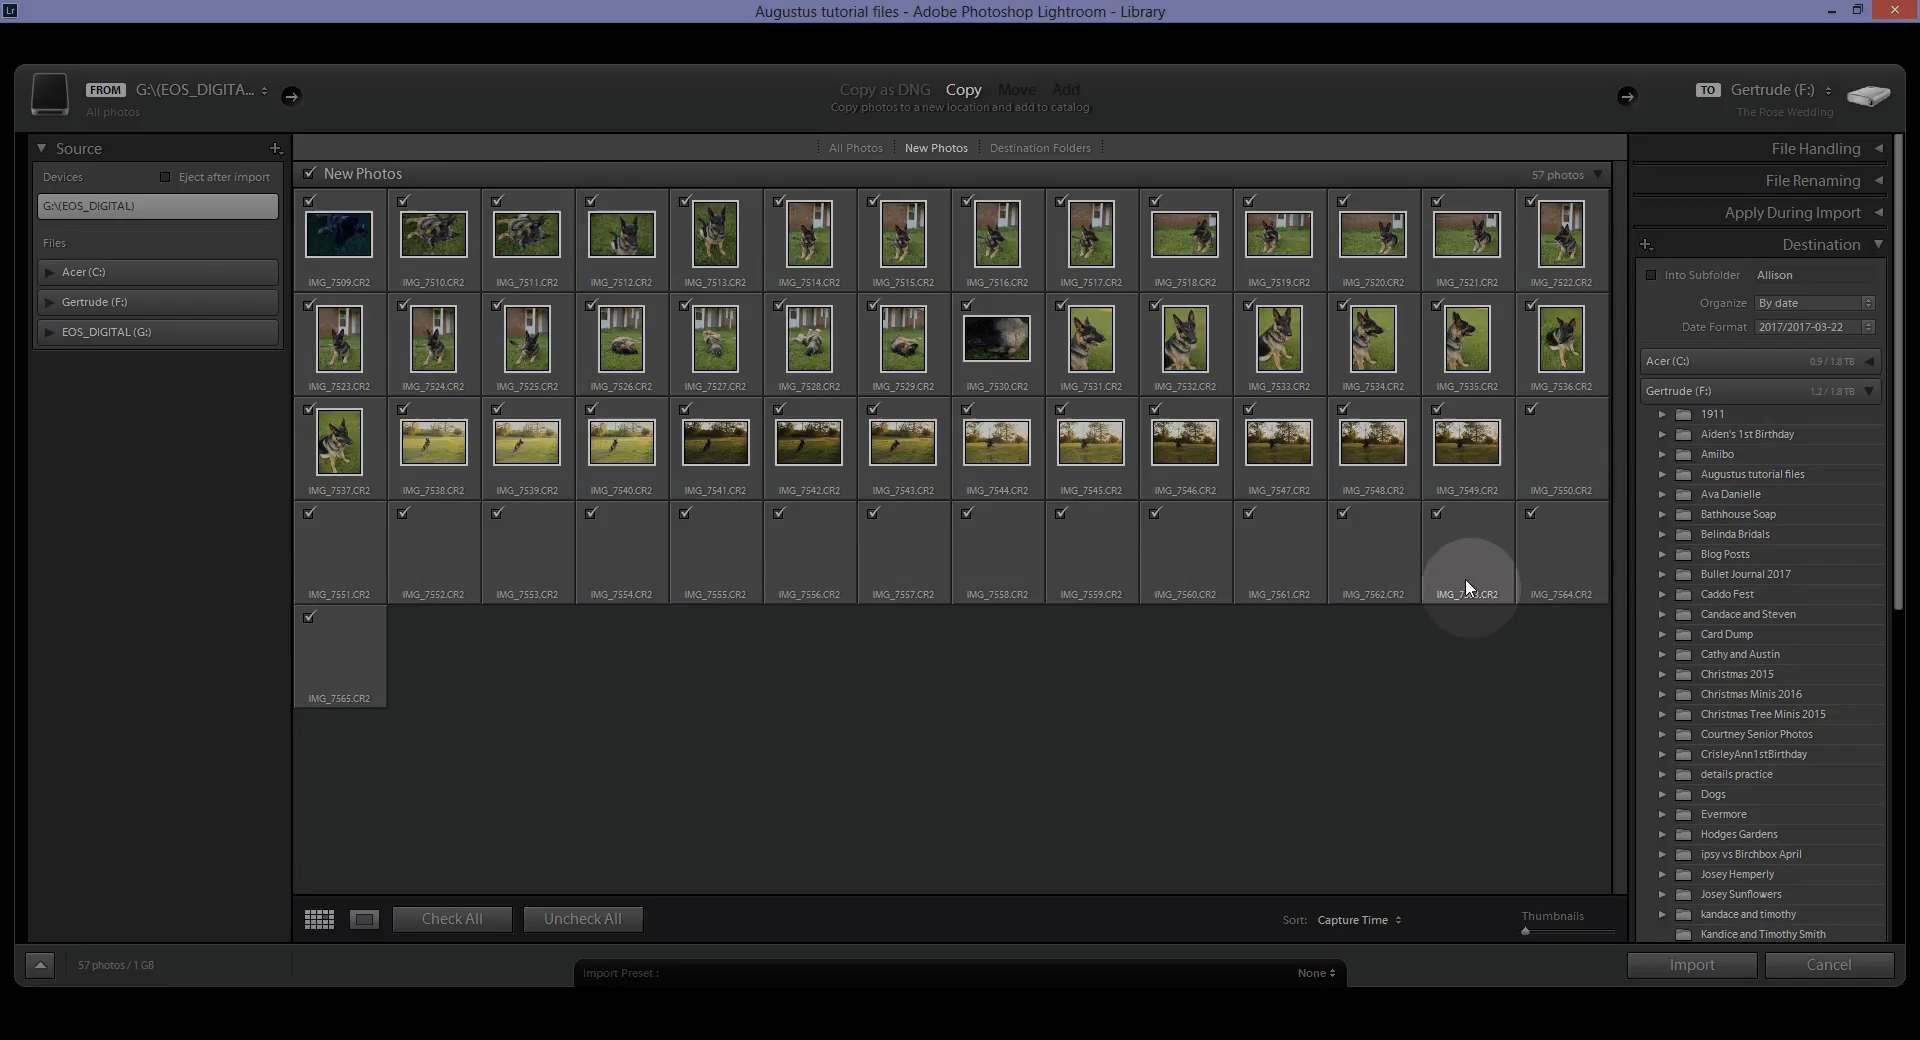 Lr
Augustus tutorial files - Adobe Photoshop Lightroom - Library
FROM G:\(EOS_DIGITA...
All photos
Copy as DNG Copy Move Add
Copy photos to a new location and add to catalog
TO Gertrude (F:)
The Rose Wedding
Source
Devices Eject after import
G:\(EOS_DIGITAL)
Files
Acer (C:)
Gertrude (F:)
EOS_DIGITAL (G:)
All Photos New Photos Destination Folders
New Photos 57 photos
IMG_7509.CR2 IMG_7510.CR2 IMG_7511.CR2 IMG_7512.CR2 IMG_7513.CR2 IMG_7514.CR2 IMG_7515.CR2 IMG_7516.CR2 IMG_7517.CR2 IMG_7518.CR2 IMG_7519.CR2 IMG_7520.CR2 IMG_7521.CR2 IMG_7522.CR2
IMG_7523.CR2 IMG_7524.CR2 IMG_7525.CR2 IMG_7526.CR2 IMG_7527.CR2 IMG_7528.CR2 IMG_7529.CR2 IMG_7530.CR2 IMG_7531.CR2 IMG_7532.CR2 IMG_7533.CR2 IMG_7534.CR2 IMG_7535.CR2 IMG_7536.CR2
IMG_7537.CR2 IMG_7538.CR2 IMG_7539.CR2 IMG_7540.CR2 IMG_7541.CR2 IMG_7542.CR2 IMG_7543.CR2 IMG_7544.CR2 IMG_7545.CR2 IMG_7546.CR2 IMG_7547.CR2 IMG_7548.CR2 IMG_7549.CR2 IMG_7550.CR2
IMG_7551.CR2 IMG_7552.CR2 IMG_7553.CR2 IMG_7554.CR2 IMG_7555.CR2 IMG_7556.CR2 IMG_7557.CR2 IMG_7558.CR2 IMG_7559.CR2 IMG_7560.CR2 IMG_7561.CR2 IMG_7562.CR2 IMG_7564.CR2
IMG_7565.CR2
Check All Uncheck All Sort: Capture Time Thumbnails
57 photos / 1 GB
Import Preset : None
File Handling
File Renaming
Apply During Import
Destination
Into Subfolder Allison
Organize By date
Date Format 2017/2017-03-22
Acer (C:) 0.9 / 1.8 TB
Gertrude (F:) 1.2 / 1.8 TB
1911
Aiden's 1st Birthday
Amiibo
Augustus tutorial files
Ava Danielle
Bathhouse Soap
Belinda Bridals
Blog Posts
Bullet Journal 2017
Caddo Fest
Candace and Steven
Card Dump
Cathy and Austin
Christmas 2015
Christmas Minis 2016
Christmas Tree Minis 2015
Courtney Senior Photos
CrisleyAnn1stBirthday
details practice
Dogs
Evermore
Hodges Gardens
ipsy vs Birchbox April
Josey Hemperly
Josey Sunflowers
kandace and timothy
Kandice and Timothy Smith
Import Cancel